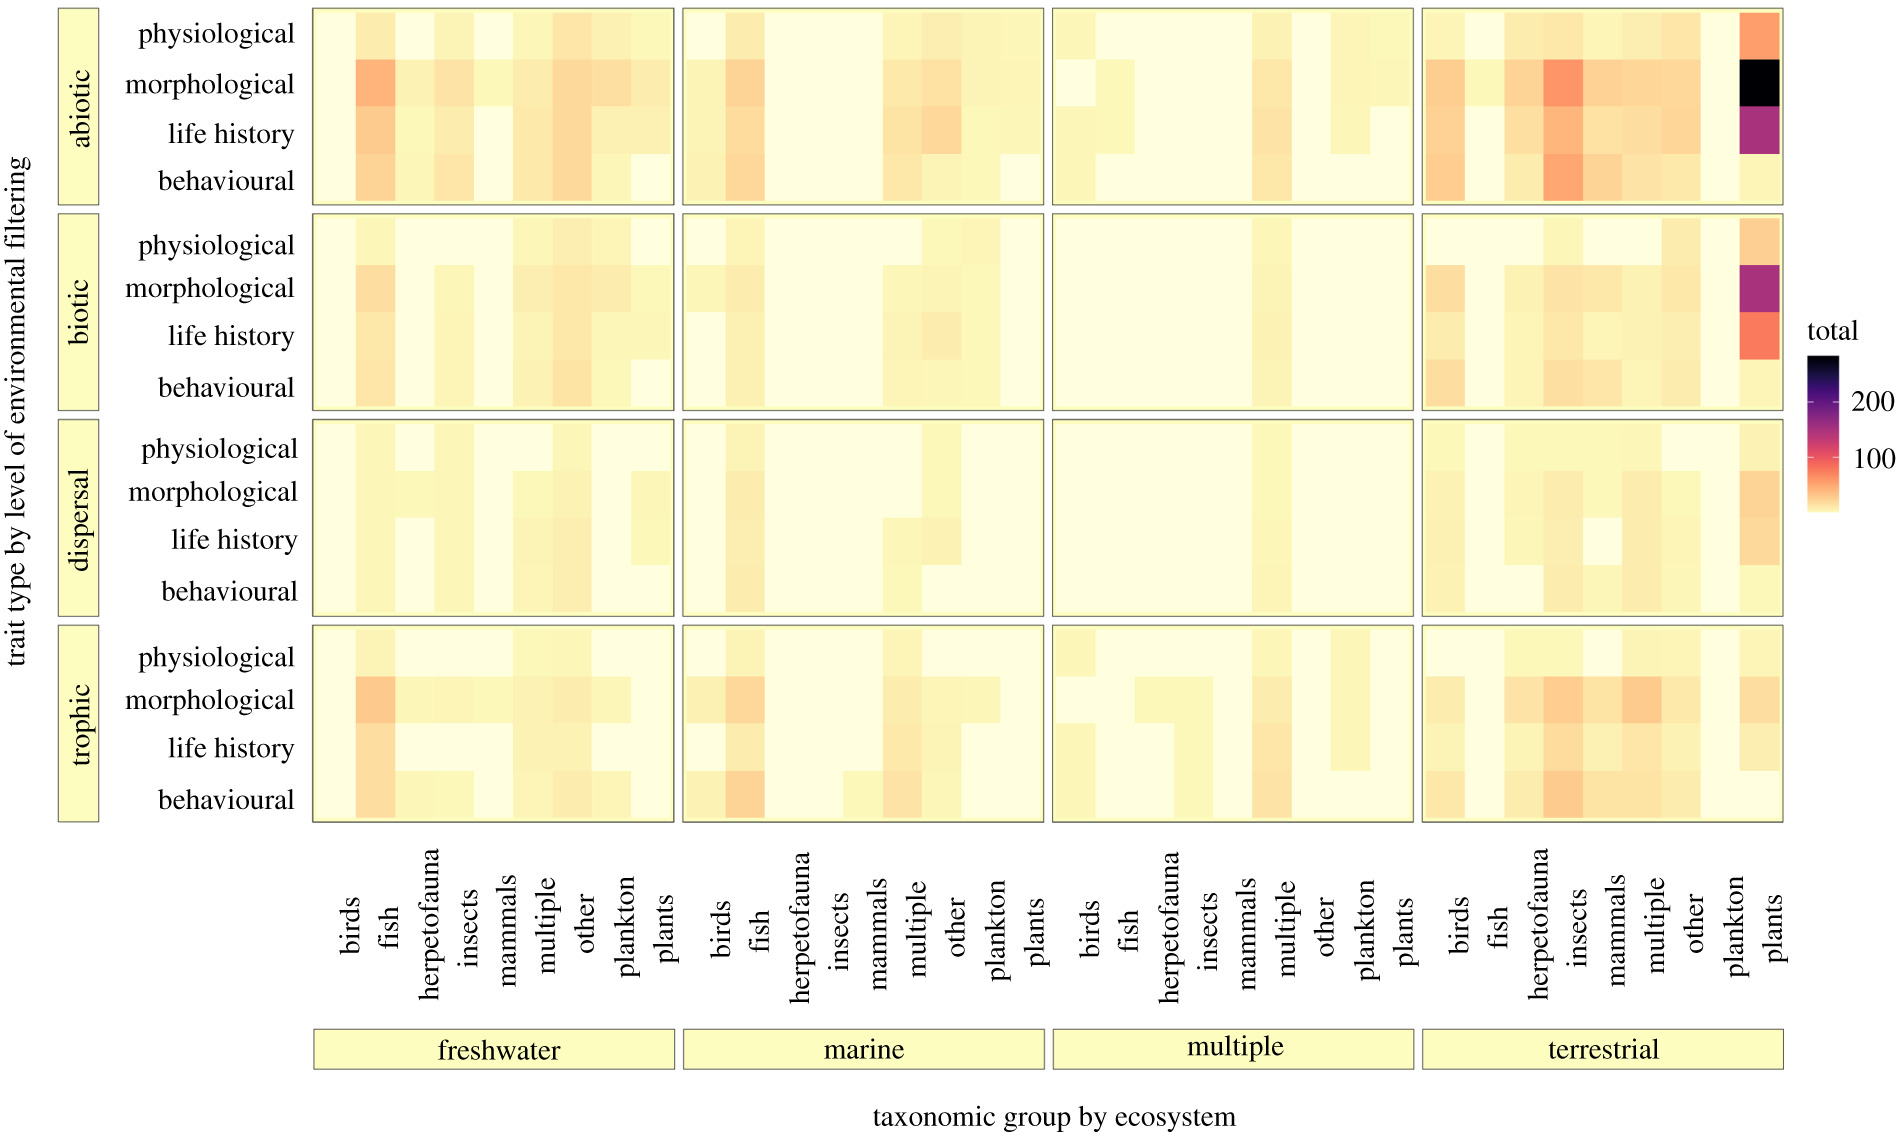 trait type by level of environmental filtering
abiotic
physiological
morphological
life history
behavioural
biotic
physiological
morphological
life history
behavioural
dispersal
physiological
morphological
life history
behavioural
trophic
physiological
morphological
life history
behavioural
total
200
100
birds
fish
herpetofauna
insects
mammals
multiple
other
plankton
plants
birds
fish
herpetofauna
insects
mammals
multiple
other
plankton
plants
birds
fish
herpetofauna
insects
mammals
multiple
other
plankton
plants
birds
fish
herpetofauna
insects
mammals
multiple
other
plankton
plants
freshwater
marine
multiple
terrestrial
taxonomic group by ecosystem